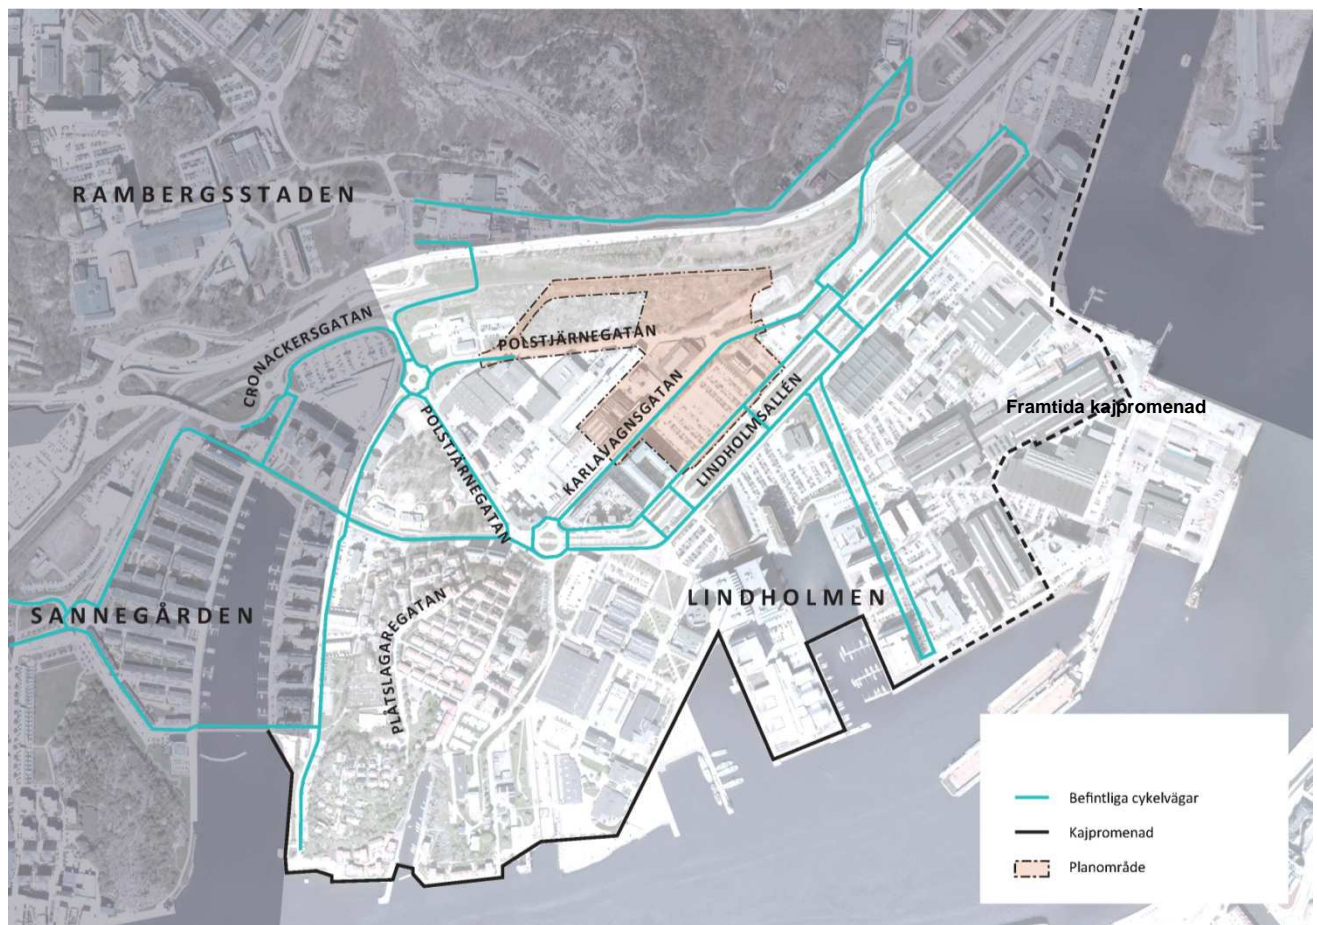 RAMBERGSSTADEN
CRONACKERSGATAN
POLSTJÄRNEGATAN
POLSTJÄRNEGATAN
KARLAVAGNSGATAN
LINDHOLMSALLÉN
Framtida kajpromenad
SANNEGÅRDEN
PLÅTSLAGAREGATAN
LINDHOLMEN
Befintliga cykelvägar
Kajpromenad
Planområde